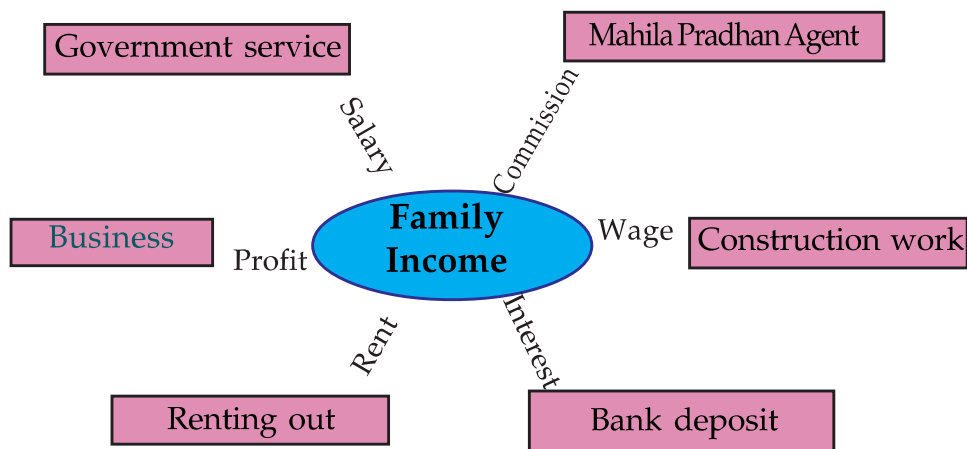 Government service
Mahila Pradhan Agent
Salary
Commission
Family
Income
Business
Profit
Wage
Construction work
Rent
Interest
Renting out
Bank deposit